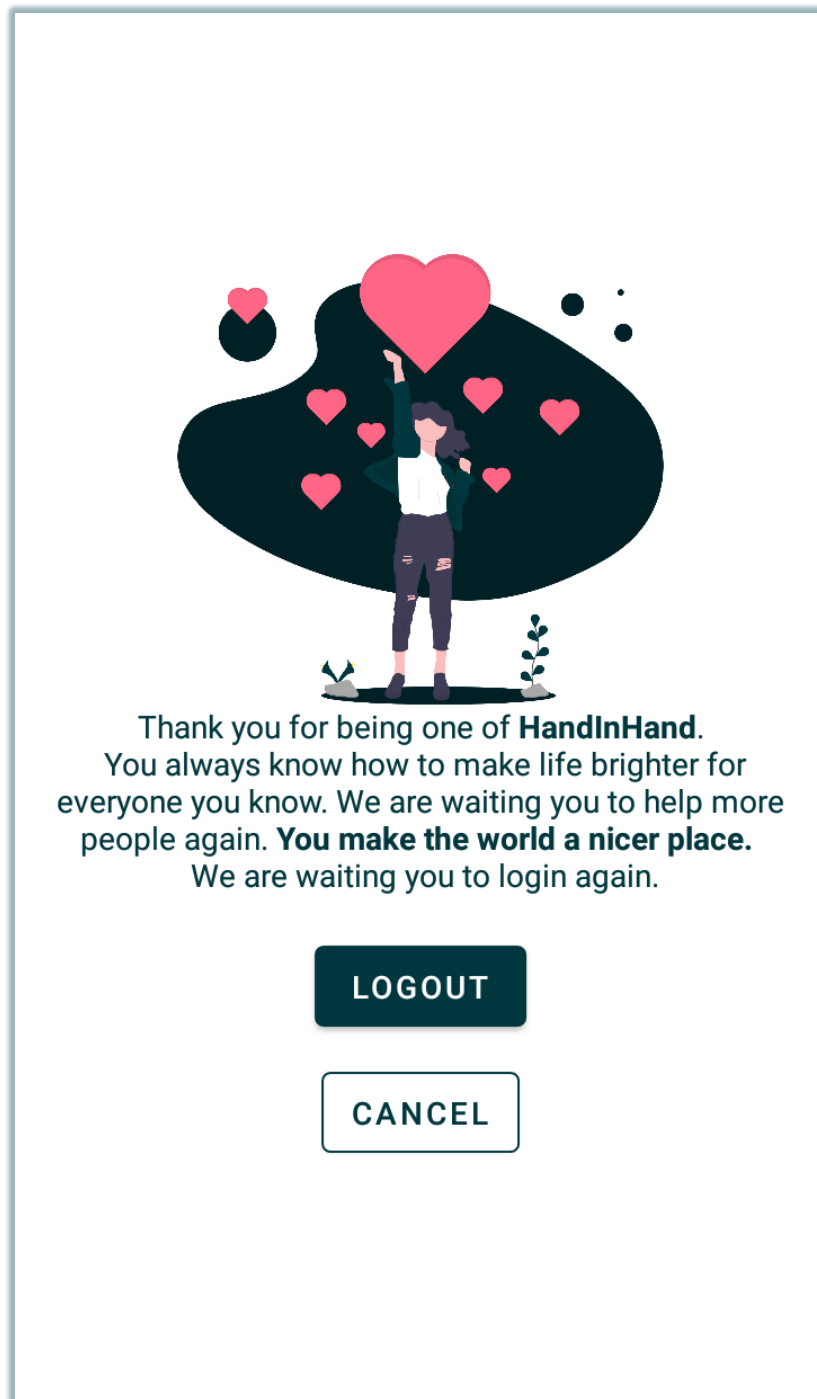 Thank you for being one of HandInHand.
You always know how to make life brighter for
everyone you know. We are waiting you to help more
people again. You make the world a nicer place.
We are waiting you to login again.
LOGOUT
CANCEL